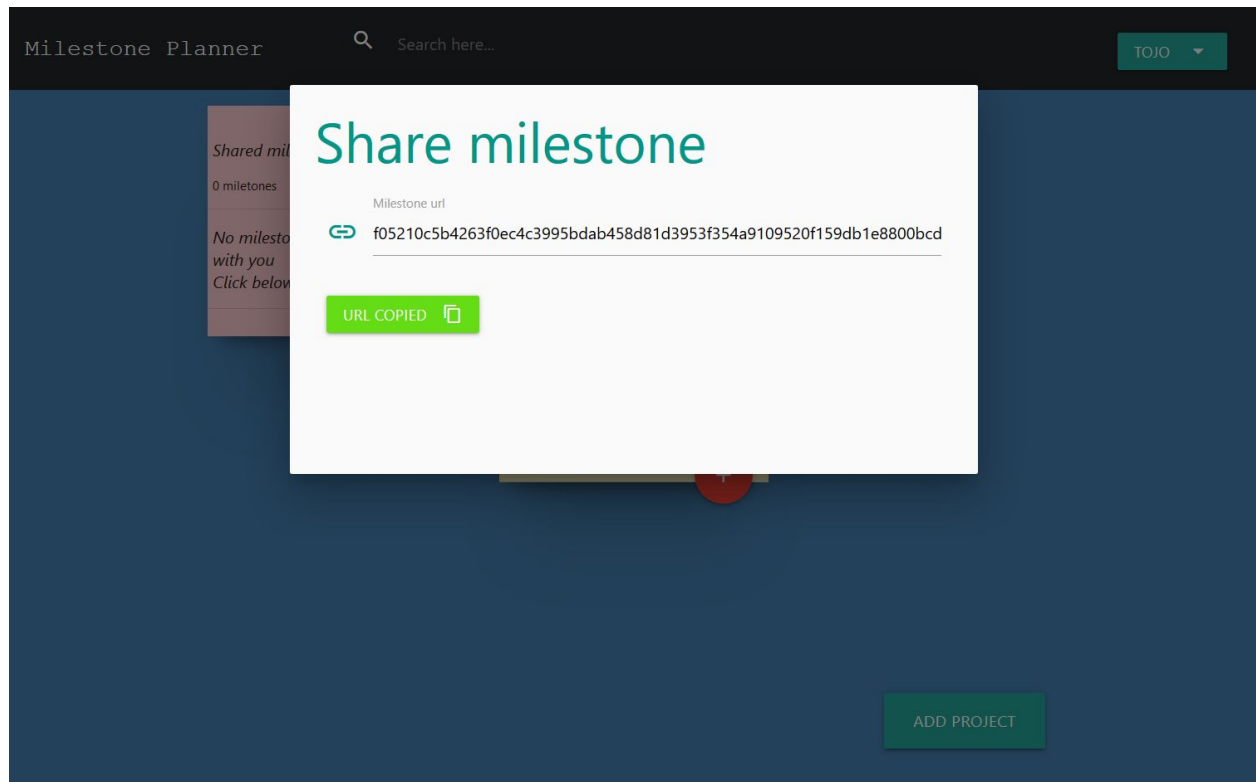 Milestone Planner
Search here...
TOJO
Share milestone
Shared mil
0 miletones
Milestone url
f05210c5b4263f0ec4c3995bdab458d81d3953f354a9109520f159db1e8800bcd
No milesto
with you
Click below
URL COPIED
+
ADD PROJECT